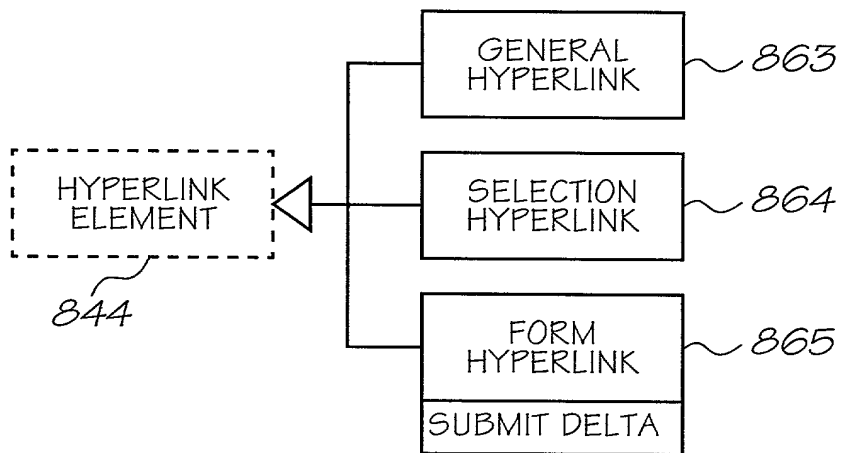 GENERAL
HYPERLINK
863
HYPERLINK
ELEMENT
844
SELECTION
HYPERLINK
864
FORM
HYPERLINK
865
SUBMIT DELTA